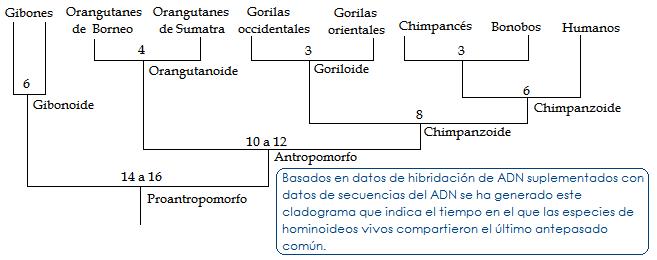 Gibones
Orangutanes
de Borneo
Orangutanes
de Sumatra
Gorilas
occidentales
Gorilas
orientales
Chimpancés
Bonobos
Humanos
4
3
3
6
Orangutanoide
Goriloide
6
Gibonoide
Chimpanzoide
8
Chimpanzoide
10 a 12
Antropomorfo
14 a 16
Proantropomorfo
Basados en datos de hibridación de ADN suplementados con
datos de secuencias del ADN se ha generado este
cladograma que indica el tiempo en el que las especies de
hominoideos vivos compartieron el último antepasado
común.